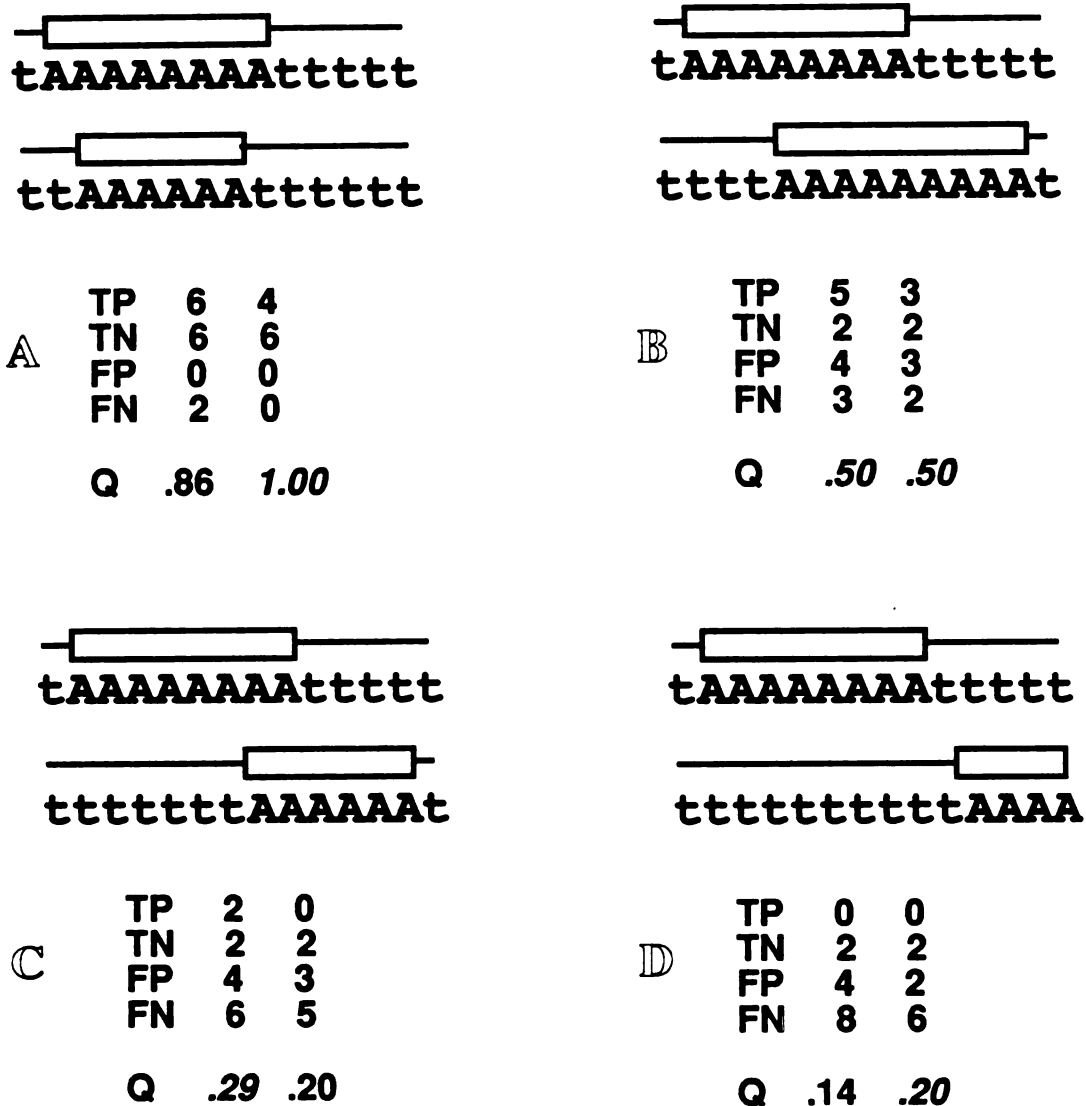 tAAAAAAAAttttt
ttAAAAAAtttttt
A
TP 6 4
TN 6 6
FP 0 0
FN 2 0
Q .86 1.00
tAAAAAAAAttttt
ttttAAAAAAAAAt
B
TP 5 3
TN 2 2
FP 4 3
FN 3 2
Q .50 .50
tAAAAAAAAttttt
tttttttAAAAAAt
C
TP 2 0
TN 2 2
FP 4 3
FN 6 5
Q .29 .20
tAAAAAAAAttttt
ttttttttttAAAA
D
TP 0 0
TN 2 2
FP 4 2
FN 8 6
Q .14 .20